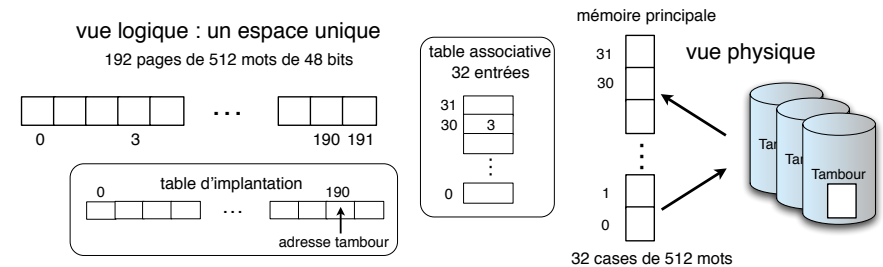 vue logique : un espace unique
192 pages de 512 mots de 48 bits
0 3 ... 190 191
table d'implantation
0 190
...
adresse tambour
table associative
32 entrées
31
30 3
0
mémoire principale
31
30
1
0
32 cases de 512 mots
vue physique
Tam
Tam
Tambour